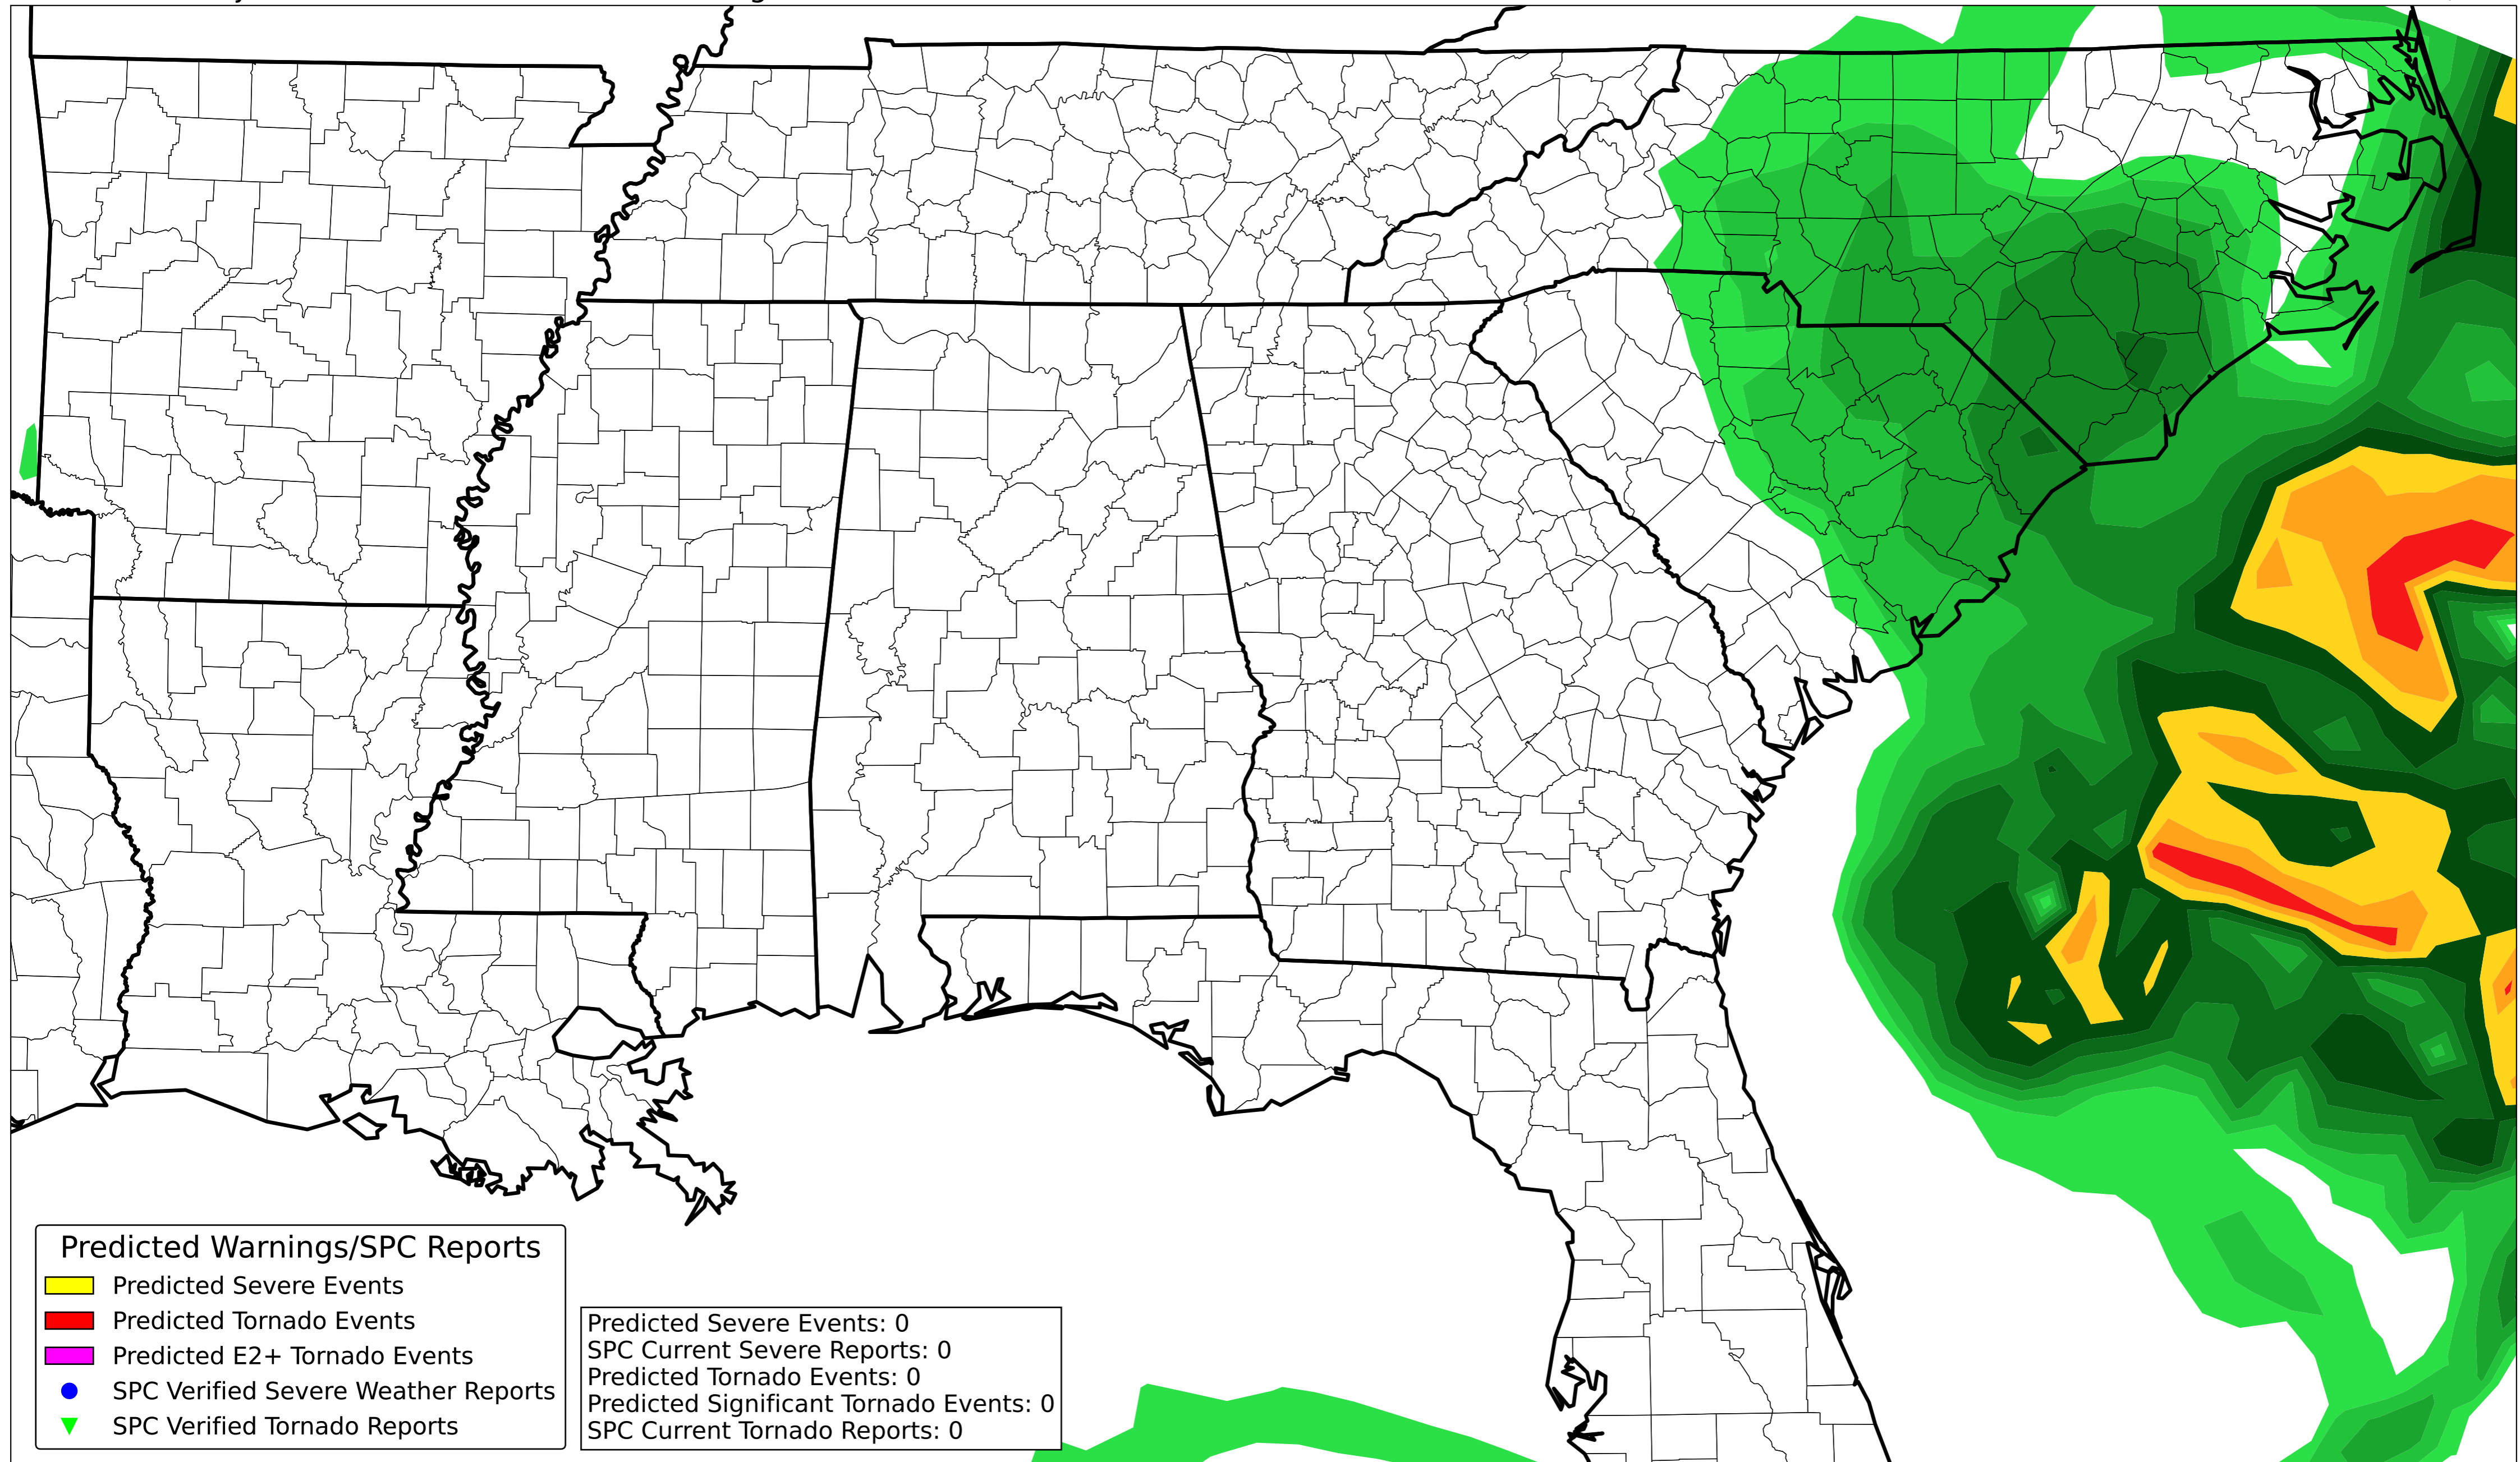 Predicted Warnings/SPC Reports
Predicted Severe Events
Predicted Tornado Events
Predicted E2+ Tornado Events
SPC Verified Severe Weather Reports
SPC Verified Tornado Reports
Predicted Severe Events: 0
SPC Current Severe Reports: 0
Predicted Tornado Events: 0
Predicted Significant Tornado Events: 0
SPC Current Tornado Reports: 0